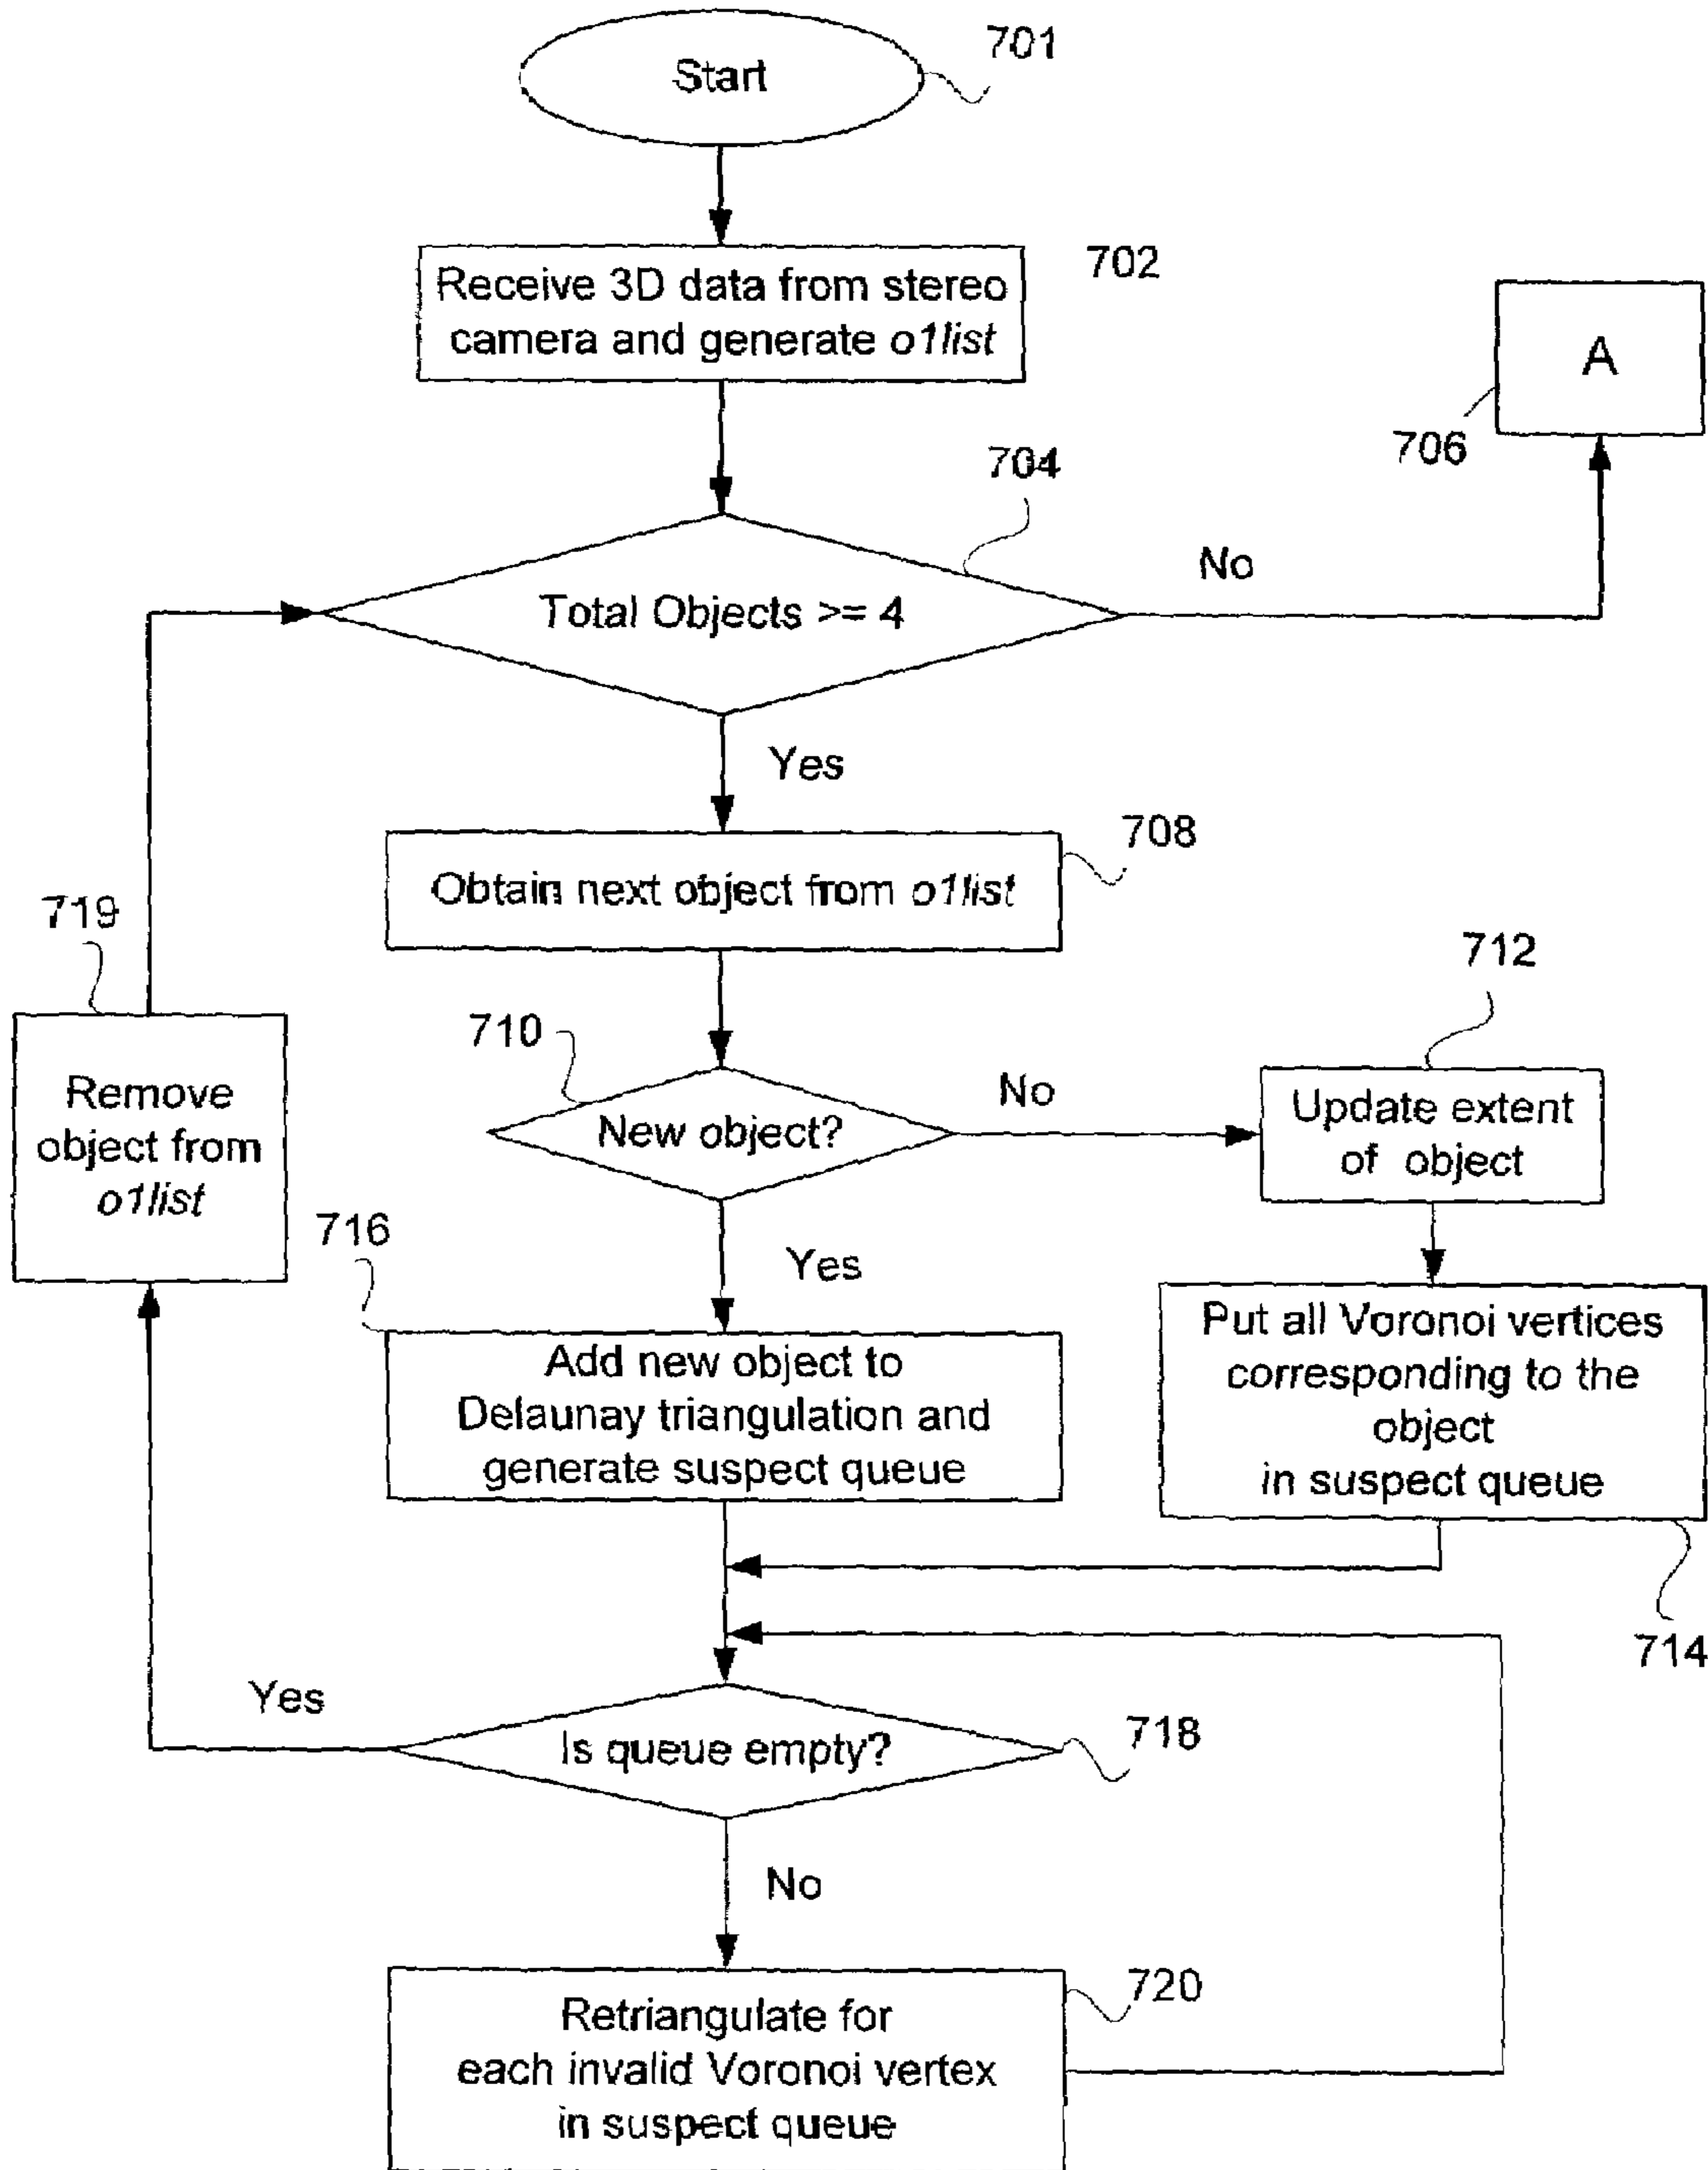 Start
701
Receive 3D data from stereo
camera and generate o1list
702
A
706
704
Total Objects >= 4
No
Yes
Obtain next object from o1list
708
719
Remove
object from
o1list
710
New object?
No
712
Update extent
of object
Yes
716
Add new object to
Delaunay triangulation and
generate suspect queue
Put all Voronoi vertices
corresponding to the
object
in suspect queue
714
Yes
Is queue empty?
718
No
Retriangulate for
each invalid Voronoi vertex
in suspect queue
720